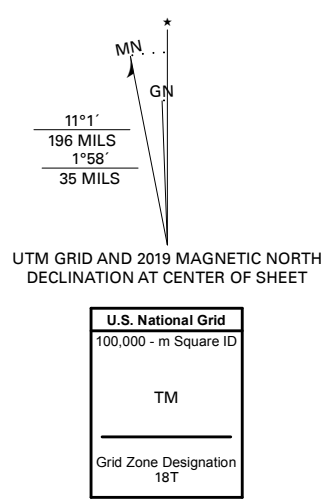 MN
GN
11°1´
196 MILS
1°58´
35 MILS
UTM GRID AND 2019 MAGNETIC NORTH
DECLINATION AT CENTER OF SHEET
U.S. National Grid
100,000 - m Square ID
TM
Grid Zone Designation
18T